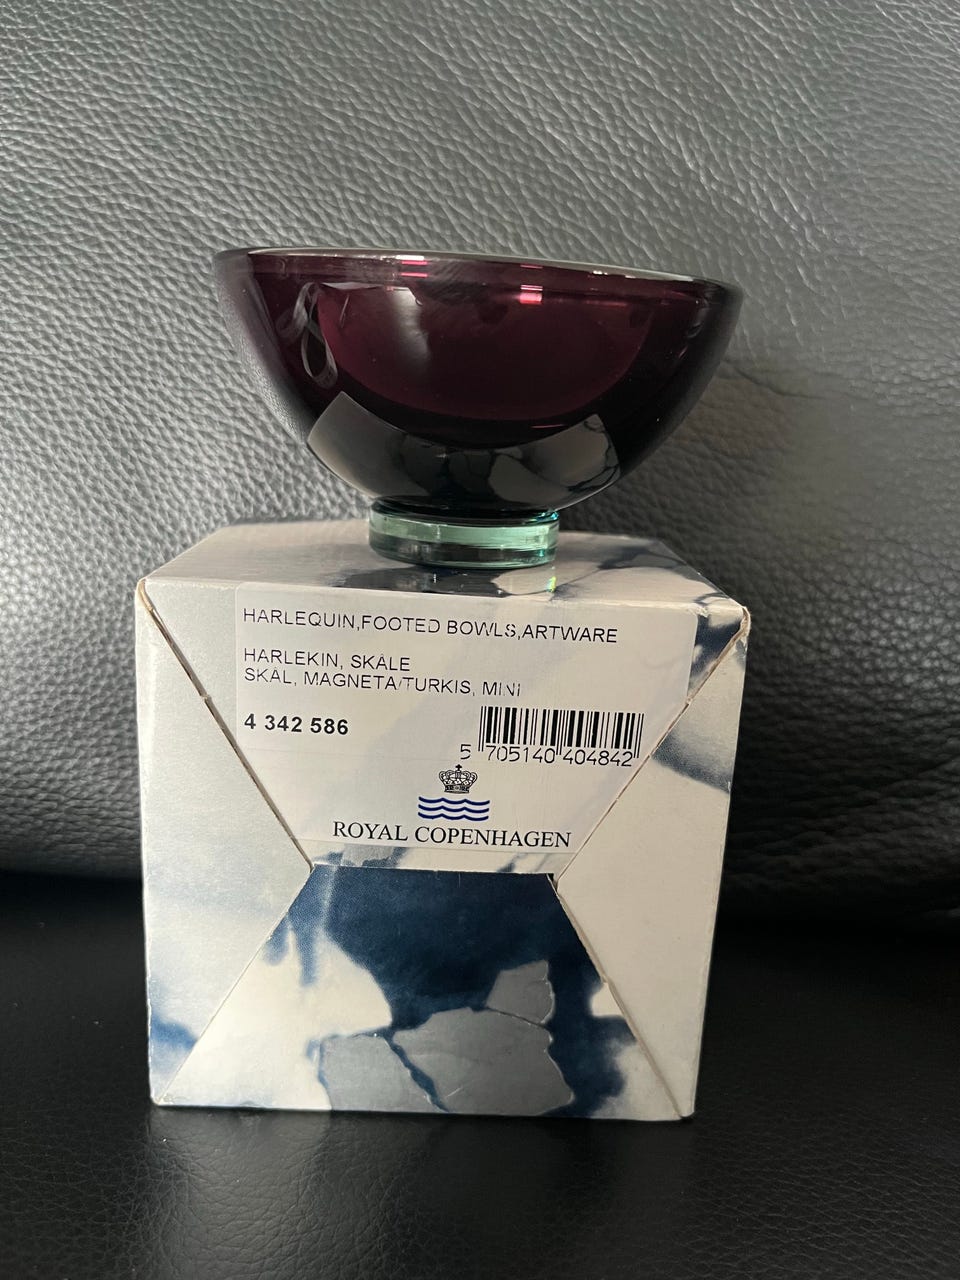 HARLEQUIN,FOOTED BOWLS,ARTWARE
HARLEKIN, SKÅLE
SKÅL, MAGNETA/TURKIS, MINI
4 342 586
5 705140 404842
ROYAL COPENHAGEN